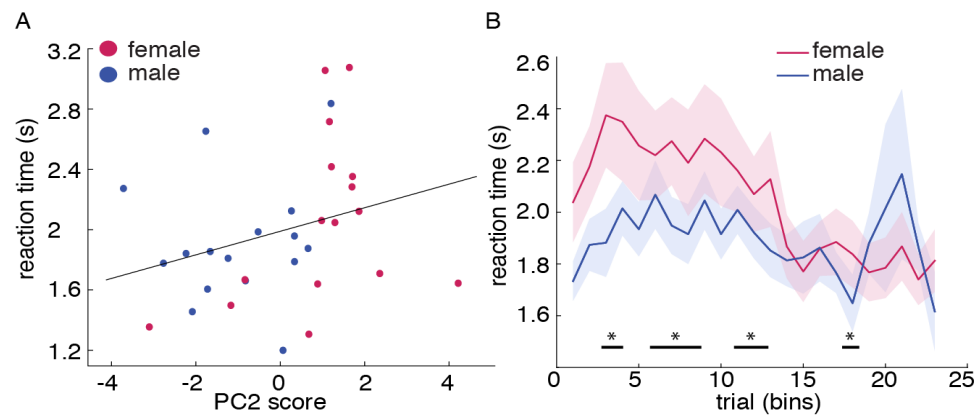 A
female
male
3.2
2.8
2.4
2.0
1.6
1.2
reaction time (s)
-4 -2 0 2 4
PC2 score
B
female
male
2.6
2.4
2.2
2.0
1.8
1.6
reaction time (s)
* * * *
0 5 10 15 20 25
trial (bins)